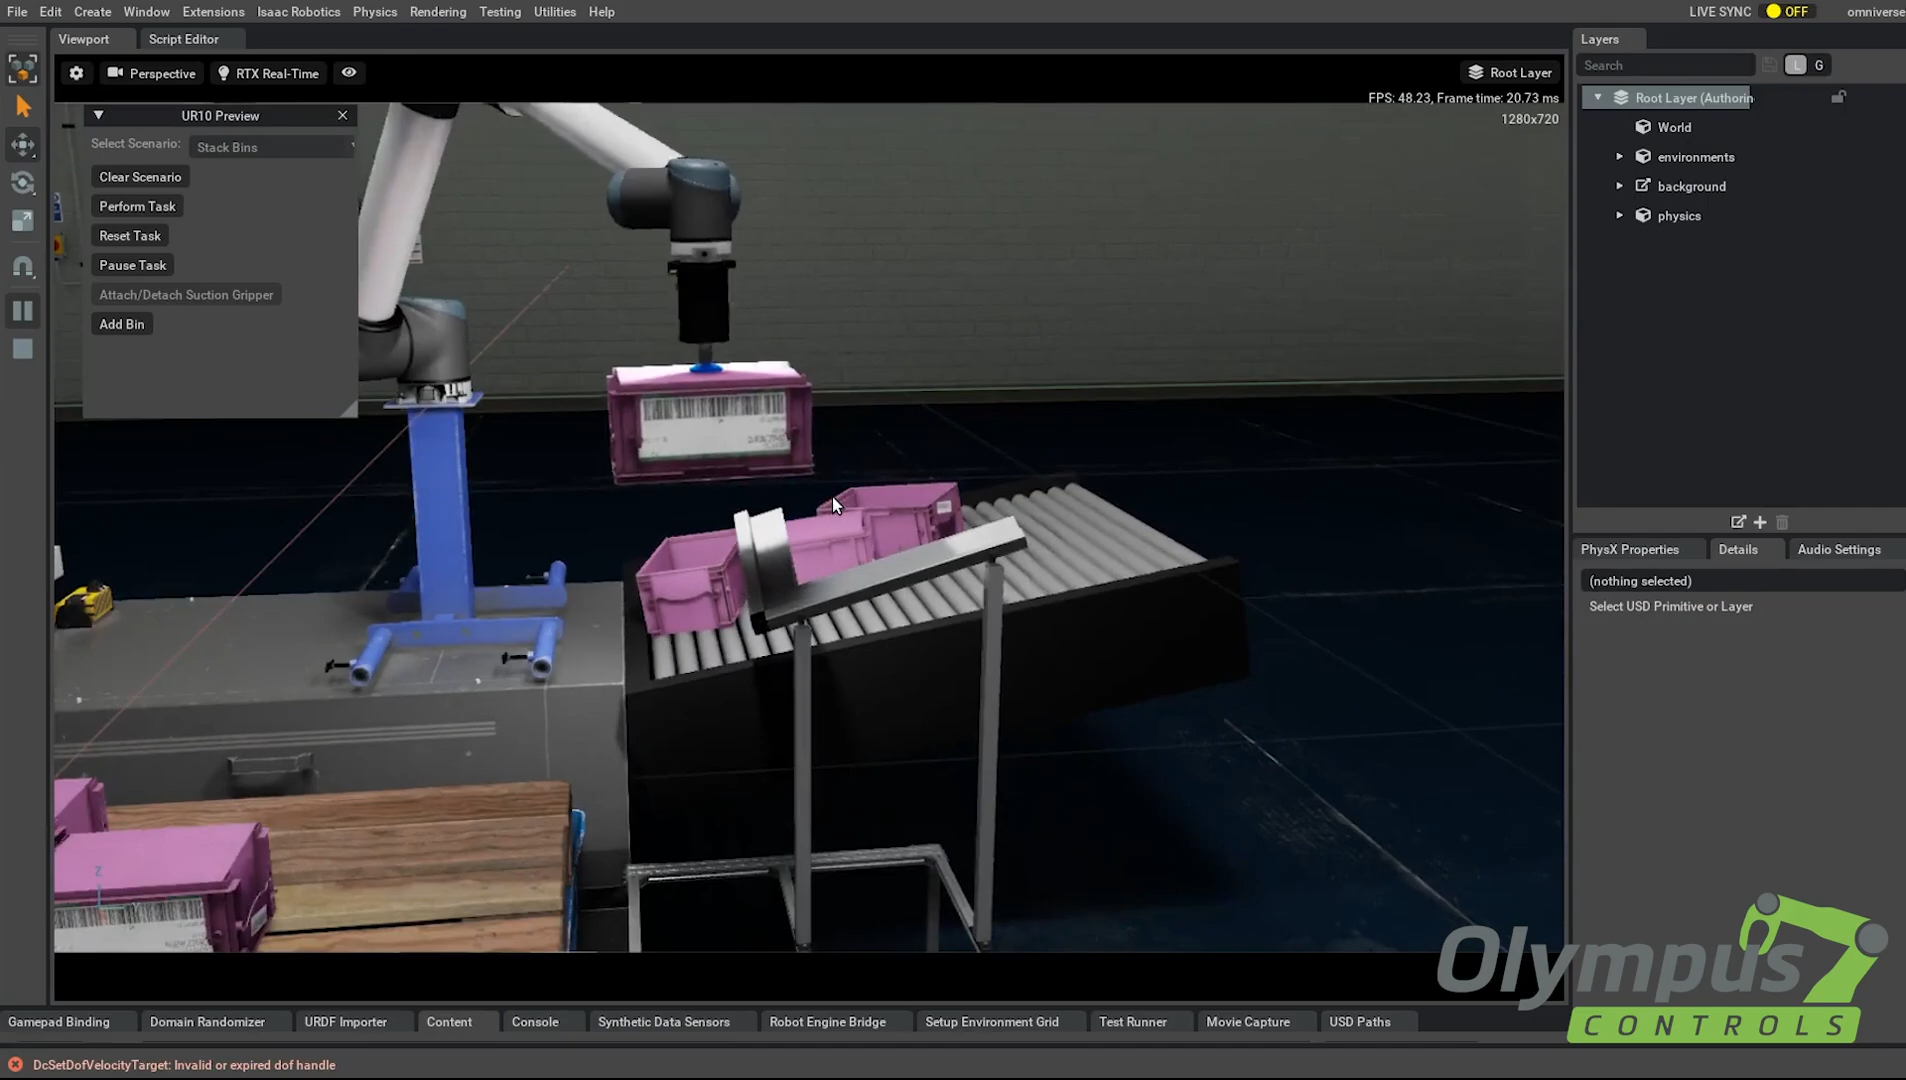 File Edit Create Window Extensions Isaac Robotics Physics Rendering Testing Utilities Help LIVE SYNC OFF omniverse
Viewport Script Editor Layers
Perspective RTX Real-Time Root Layer Search L G
FPS: 48.23, Frame time: 20.73 ms
1280x720
UR10 Preview
Select Scenario: Stack Bins
Clear Scenario
Perform Task
Reset Task
Pause Task
Attach/Detach Suction Gripper
Add Bin
Root Layer (Authorin
World
environments
background
physics
PhysX Properties Details Audio Settings
(nothing selected)
Select USD Primitive or Layer
Z
Olympus
CONTROLS
Gamepad Binding Domain Randomizer URDF Importer Content Console Synthetic Data Sensors Robot Engine Bridge Setup Environment Grid Test Runner Movie Capture USD Paths
DcSetDofVelocityTarget: Invalid or expired dof handle